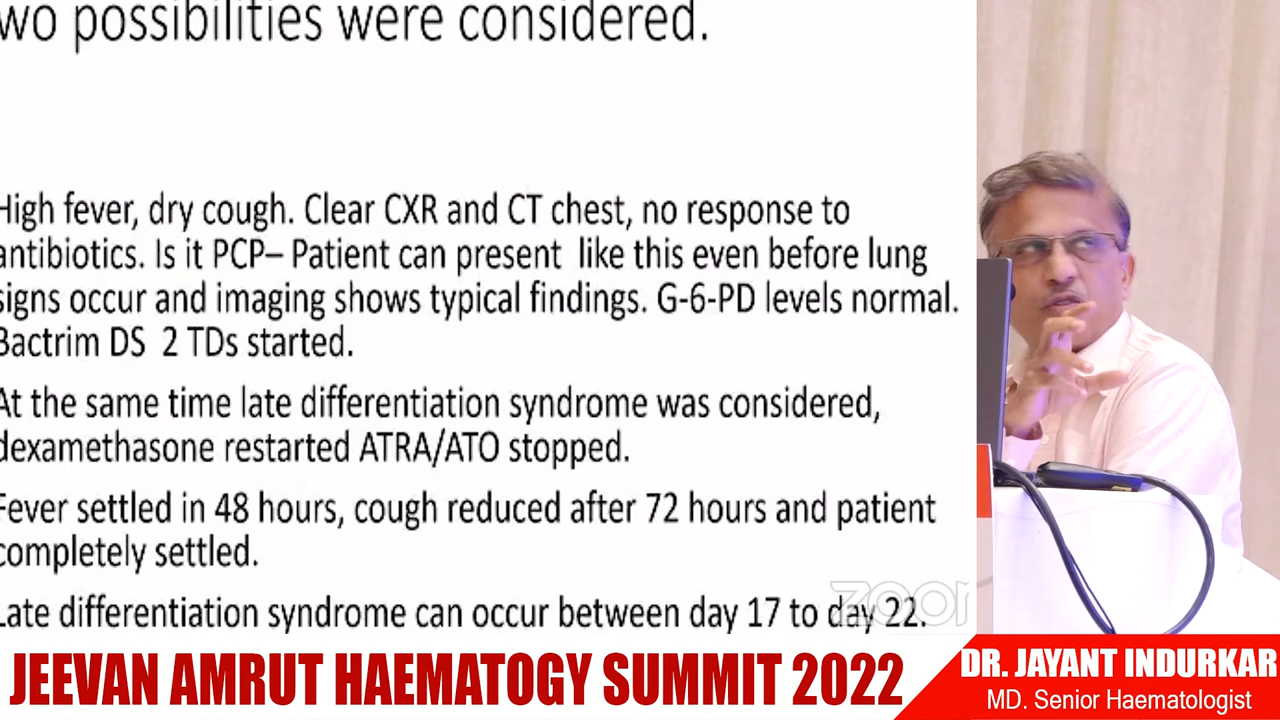 wo possibilities were considered.
High fever, dry cough. Clear CXR and CT chest, no response to
antibiotics. Is it PCP– Patient can present like this even before lung
signs occur and imaging shows typical findings. G-6-PD levels normal.
Bactrim DS 2 TDs started.
At the same time late differentiation syndrome was considered,
dexamethasone restarted ATRA/ATO stopped.
Fever settled in 48 hours, cough reduced after 72 hours and patient
completely settled.
Late differentiation syndrome can occur between day 17 to day 22.
zoom
JEEVAN AMRUT HAEMATOGY SUMMIT 2022
DR. JAYANT INDURKAR
MD. Senior Haematologist